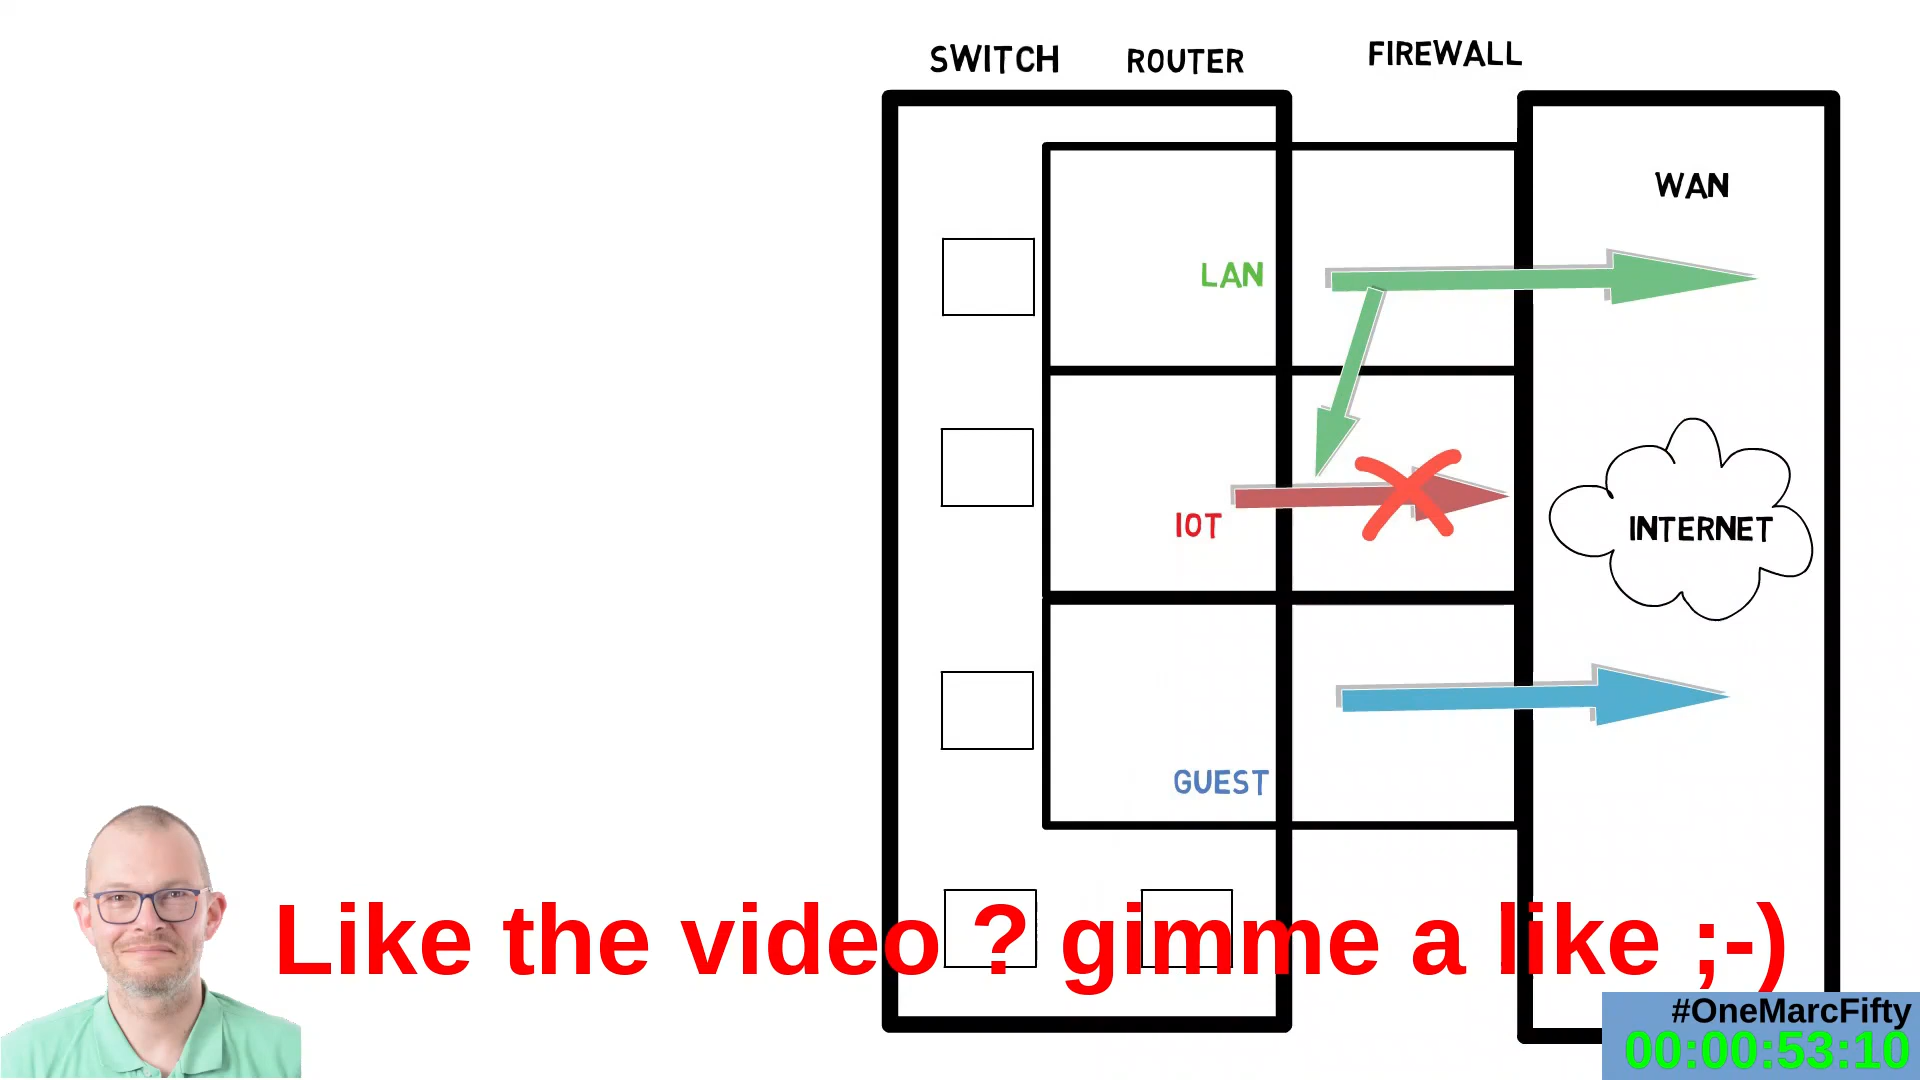 SWITCH ROUTER FIREWALL
WAN
LAN
IOT
INTERNET
GUEST
Like the video ? gimme a like ;-)
#OneMarcFifty
00:00:53:10